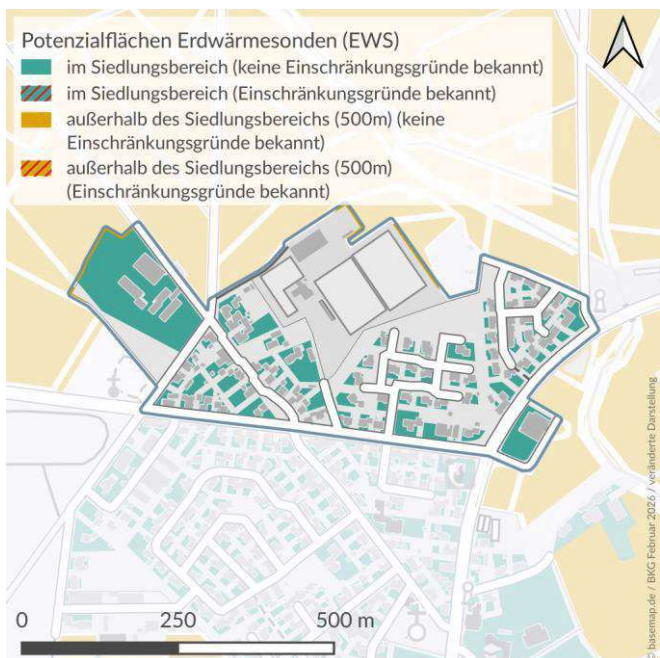 Potenzialflächen Erdwärmesonden (EWS)
im Siedlungsbereich (keine Einschränkungsgründe bekannt)
im Siedlungsbereich (Einschränkungsgründe bekannt)
außerhalb des Siedlungsbereichs (500m) (keine
Einschränkungsgründe bekannt)
außerhalb des Siedlungsbereichs (500m)
(Einschränkungsgründe bekannt)
0 250 500 m
© basemap.de / BKG Februar 2026 / veränderte Darstellung